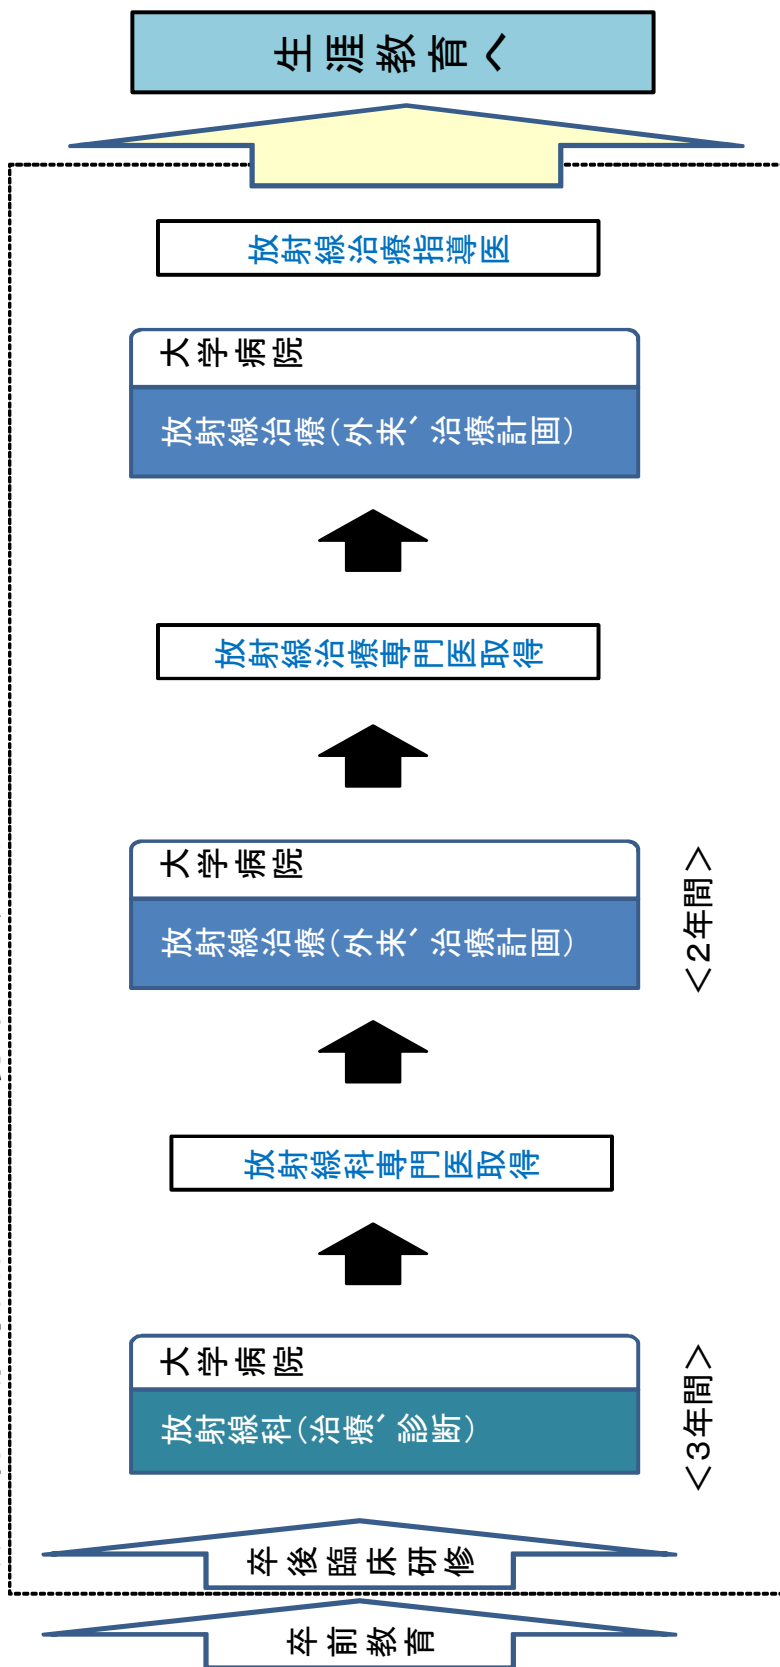 卒前教育
卒後臨床研修
大学病院
放射線科(治療、診断)
<3年間>
放射線科専門医取得
大学病院
放射線治療(外来、治療計画)
<2年間>
放射線治療専門医取得
大学病院
放射線治療(外来、治療計画)
放射線治療指導医
生涯教育へ